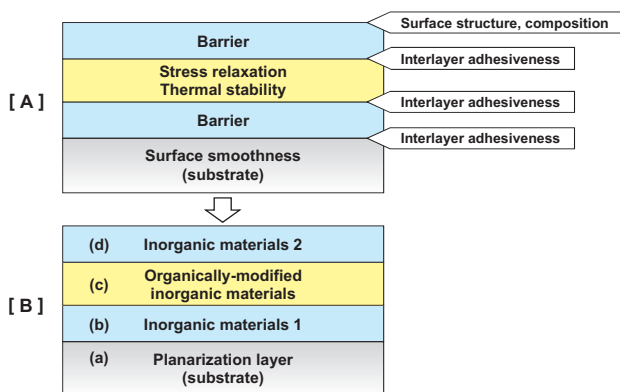 Surface structure, composition
Barrier
Interlayer adhesiveness
Stress relaxation
Thermal stability
[ A ]
Interlayer adhesiveness
Barrier
Interlayer adhesiveness
Surface smoothness
(substrate)
(d) Inorganic materials 2
(c) Organically-modified
inorganic materials
[ B ]
(b) Inorganic materials 1
(a) Planarization layer
(substrate)